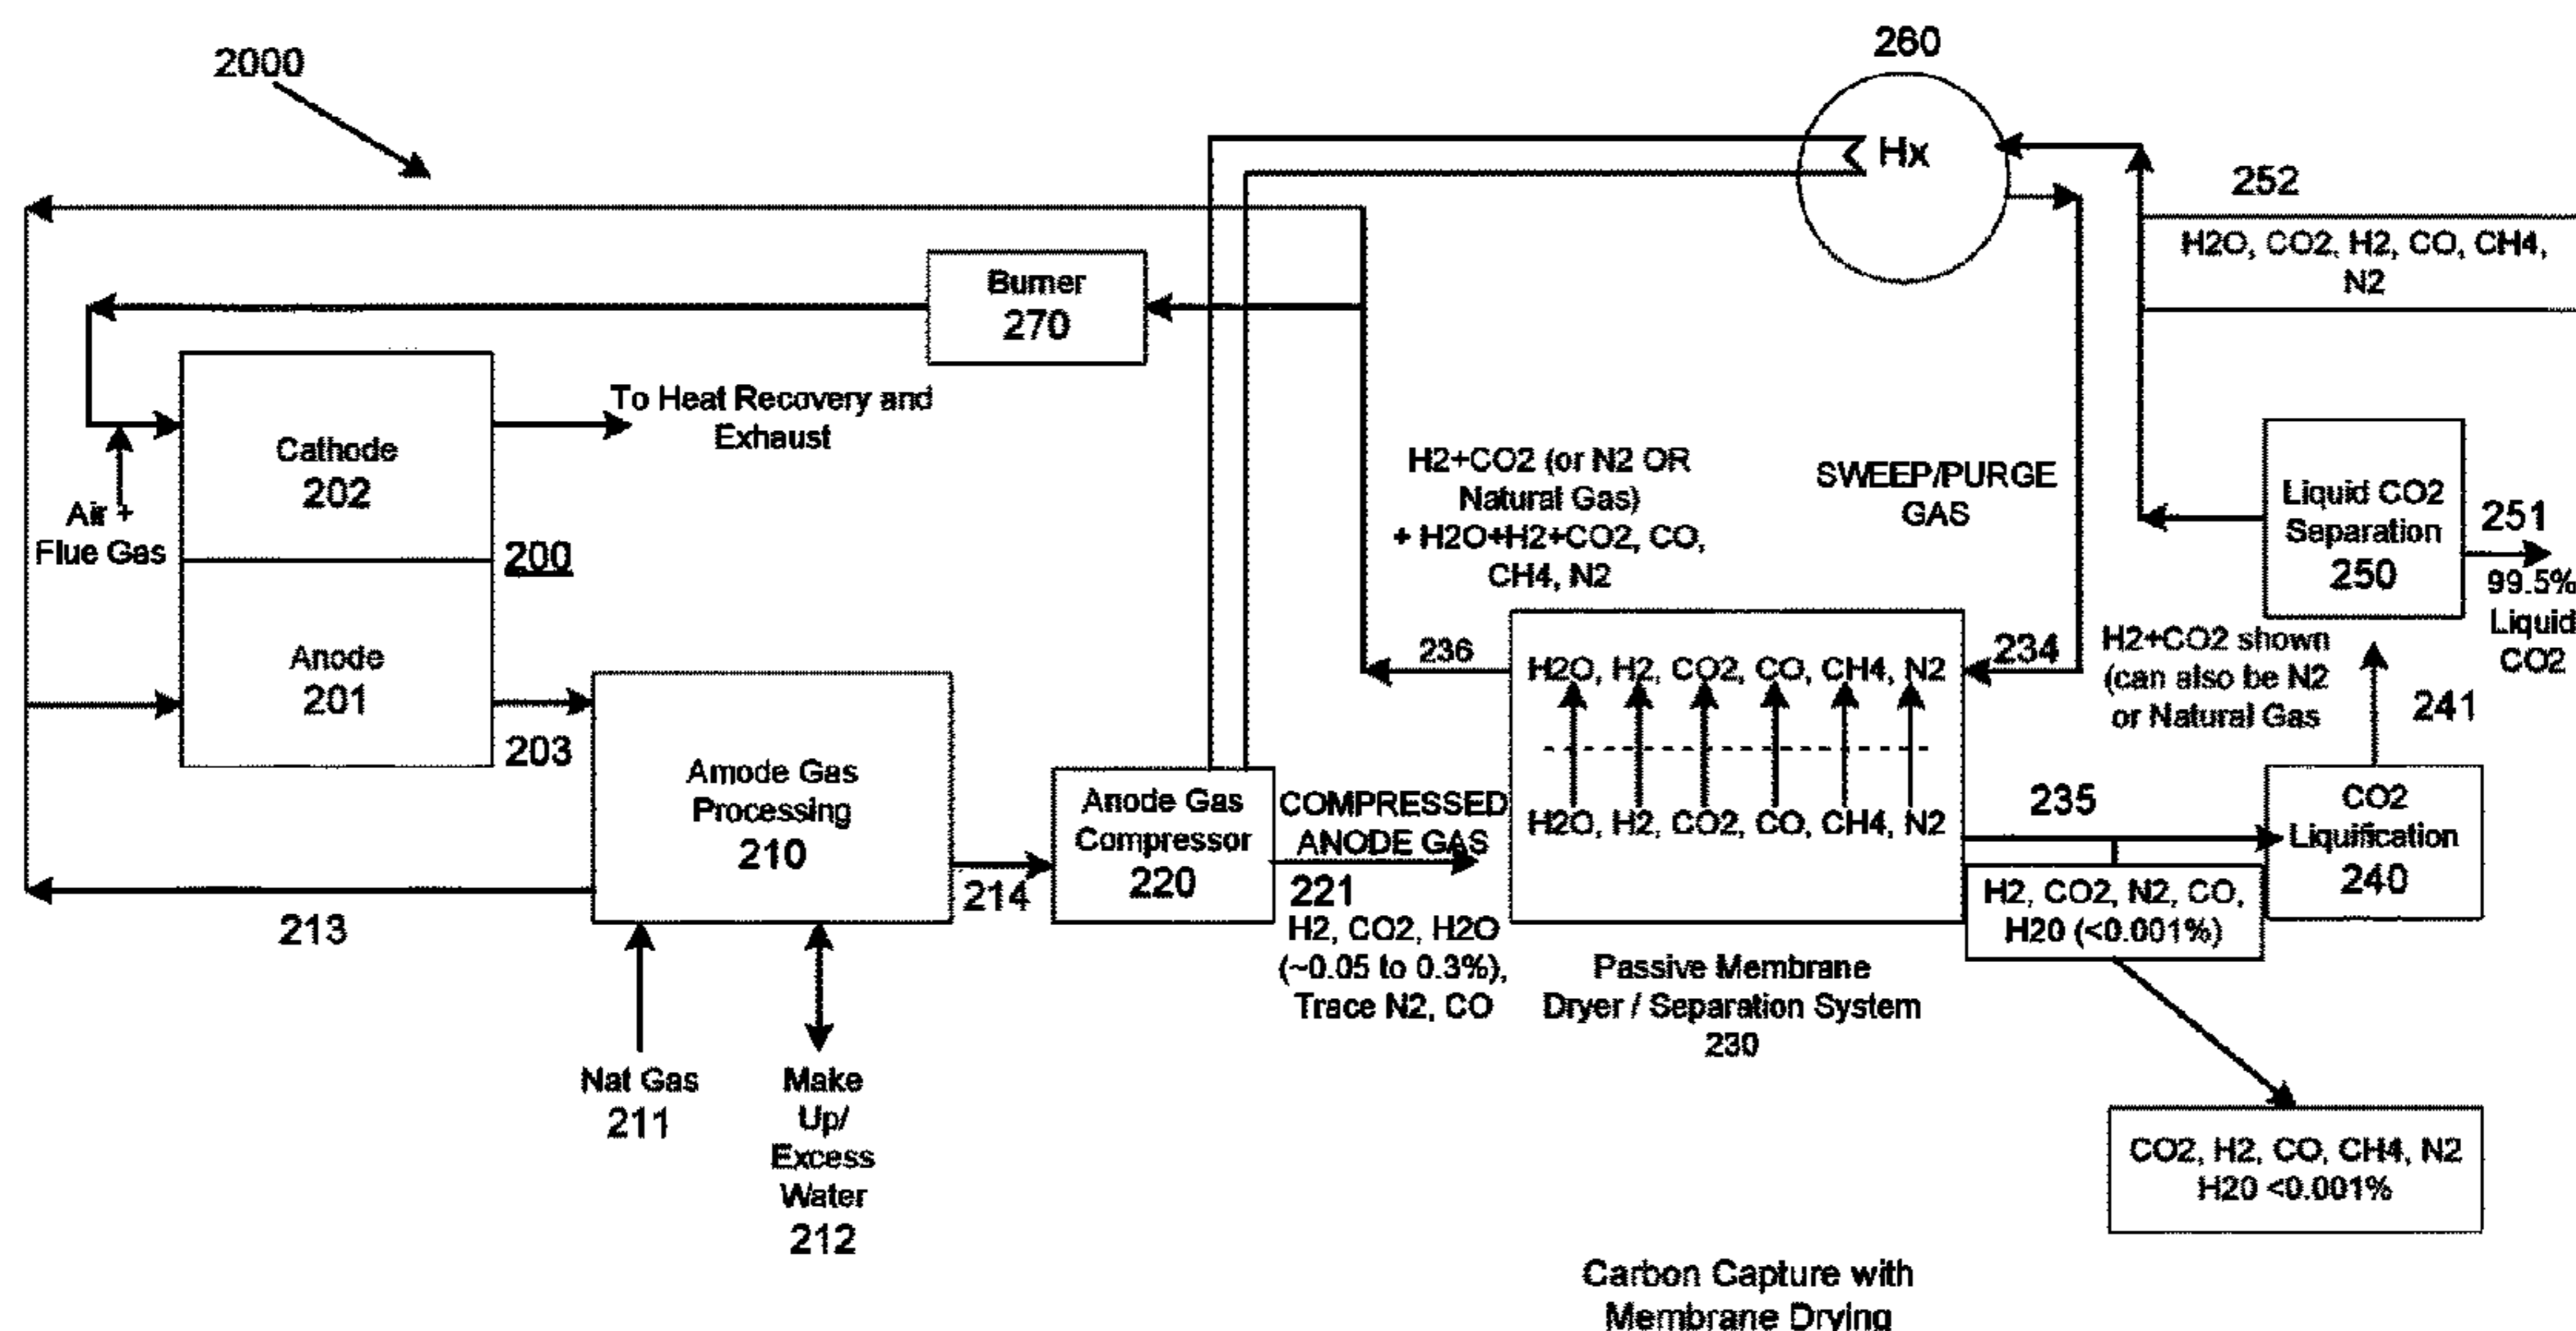 2000
260
Hx
252
H2O, CO2, H2, CO, CH4,
N2
Burner
270
To Heat Recovery and
Exhaust
Cathode
202
Air +
Flue Gas
200
Anode
201
203
H2+CO2 (or N2 OR
Natural Gas)
+ H2O+H2+CO2, CO,
CH4, N2
SWEEP/PURGE
GAS
Liquid CO2
Separation
250
251
99.5%
Liquid
CO2
H2+CO2 shown
(can also be N2
or Natural Gas
241
236
234
H2O, H2, CO2, CO, CH4, N2
H2O, H2, CO2, CO, CH4, N2
Amode Gas
Processing
210
213
214
Anode Gas
Compressor
220
COMPRESSED
ANODE GAS
221
H2, CO2, H2O
(~0.05 to 0.3%),
Trace N2, CO
Passive Membrane
Dryer / Separation System
230
235
CO2
Liquification
240
H2, CO2, N2, CO,
H20 (<0.001%)
Nat Gas
211
Make
Up/
Excess
Water
212
CO2, H2, CO, CH4, N2
H20 <0.001%
Carbon Capture with
Membrane Drying